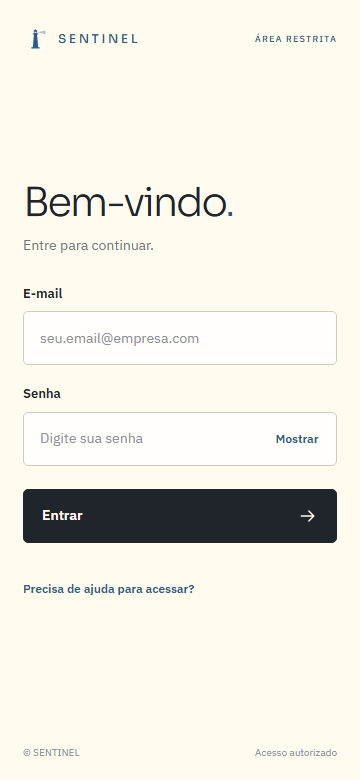 SENTINEL
ÁREA RESTRITA
Bem-vindo.
Entre para continuar.
E-mail
seu.email@empresa.com
Senha
Digite sua senha
Mostrar
Entrar
Precisa de ajuda para acessar?
© SENTINEL
Acesso autorizado